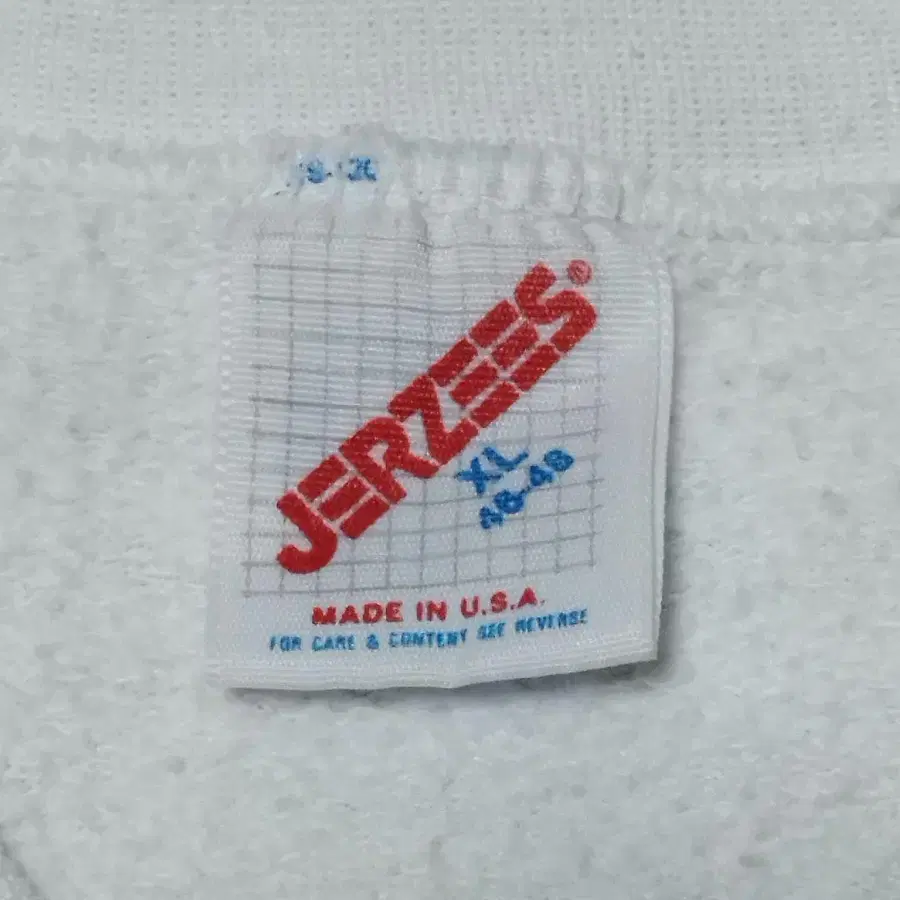 JERZEES®
XL
46-48
MADE IN U.S.A.
FOR CARE & CONTENT SEE REVERSE